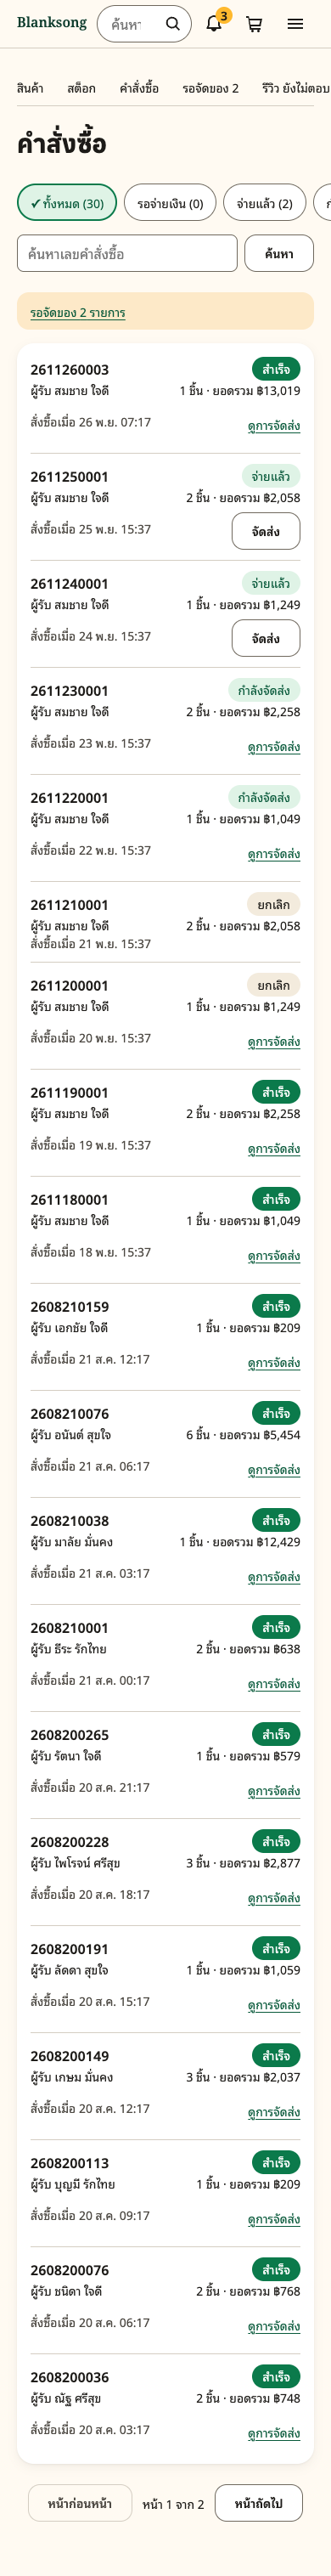 Blanksong ค้นหา 3
สินค้า สต็อก คำสั่งซื้อ รอจัดของ 2 รีวิว ยังไม่ตอบ
คำสั่งซื้อ
✓ ทั้งหมด (30) รอจ่ายเงิน (0) จ่ายแล้ว (2)
ค้นหาเลขคำสั่งซื้อ ค้นหา
รอจัดของ 2 รายการ
2611260003 สำเร็จ
ผู้รับ สมชาย ใจดี 1 ชิ้น · ยอดรวม ฿13,019
สั่งซื้อเมื่อ 26 พ.ย. 07:17 ดูการจัดส่ง
2611250001 จ่ายแล้ว
ผู้รับ สมชาย ใจดี 2 ชิ้น · ยอดรวม ฿2,058
สั่งซื้อเมื่อ 25 พ.ย. 15:37 จัดส่ง
2611240001 จ่ายแล้ว
ผู้รับ สมชาย ใจดี 1 ชิ้น · ยอดรวม ฿1,249
สั่งซื้อเมื่อ 24 พ.ย. 15:37 จัดส่ง
2611230001 กำลังจัดส่ง
ผู้รับ สมชาย ใจดี 2 ชิ้น · ยอดรวม ฿2,258
สั่งซื้อเมื่อ 23 พ.ย. 15:37 ดูการจัดส่ง
2611220001 กำลังจัดส่ง
ผู้รับ สมชาย ใจดี 1 ชิ้น · ยอดรวม ฿1,049
สั่งซื้อเมื่อ 22 พ.ย. 15:37 ดูการจัดส่ง
2611210001 ยกเลิก
ผู้รับ สมชาย ใจดี 2 ชิ้น · ยอดรวม ฿2,058
สั่งซื้อเมื่อ 21 พ.ย. 15:37
2611200001 ยกเลิก
ผู้รับ สมชาย ใจดี 1 ชิ้น · ยอดรวม ฿1,249
สั่งซื้อเมื่อ 20 พ.ย. 15:37 ดูการจัดส่ง
2611190001 สำเร็จ
ผู้รับ สมชาย ใจดี 2 ชิ้น · ยอดรวม ฿2,258
สั่งซื้อเมื่อ 19 พ.ย. 15:37 ดูการจัดส่ง
2611180001 สำเร็จ
ผู้รับ สมชาย ใจดี 1 ชิ้น · ยอดรวม ฿1,049
สั่งซื้อเมื่อ 18 พ.ย. 15:37 ดูการจัดส่ง
2608210159 สำเร็จ
ผู้รับ เอกชัย ใจดี 1 ชิ้น · ยอดรวม ฿209
สั่งซื้อเมื่อ 21 ส.ค. 12:17 ดูการจัดส่ง
2608210076 สำเร็จ
ผู้รับ อนันต์ สุขใจ 6 ชิ้น · ยอดรวม ฿5,454
สั่งซื้อเมื่อ 21 ส.ค. 06:17 ดูการจัดส่ง
2608210038 สำเร็จ
ผู้รับ มาลัย มั่นคง 1 ชิ้น · ยอดรวม ฿12,429
สั่งซื้อเมื่อ 21 ส.ค. 03:17 ดูการจัดส่ง
2608210001 สำเร็จ
ผู้รับ ธีระ รักไทย 2 ชิ้น · ยอดรวม ฿638
สั่งซื้อเมื่อ 21 ส.ค. 00:17 ดูการจัดส่ง
2608200265 สำเร็จ
ผู้รับ รัตนา ใจดี 1 ชิ้น · ยอดรวม ฿579
สั่งซื้อเมื่อ 20 ส.ค. 21:17 ดูการจัดส่ง
2608200228 สำเร็จ
ผู้รับ ไพโรจน์ ศรีสุข 3 ชิ้น · ยอดรวม ฿2,877
สั่งซื้อเมื่อ 20 ส.ค. 18:17 ดูการจัดส่ง
2608200191 สำเร็จ
ผู้รับ ลัดดา สุขใจ 1 ชิ้น · ยอดรวม ฿1,059
สั่งซื้อเมื่อ 20 ส.ค. 15:17 ดูการจัดส่ง
2608200149 สำเร็จ
ผู้รับ เกษม มั่นคง 3 ชิ้น · ยอดรวม ฿2,037
สั่งซื้อเมื่อ 20 ส.ค. 12:17 ดูการจัดส่ง
2608200113 สำเร็จ
ผู้รับ บุญมี รักไทย 1 ชิ้น · ยอดรวม ฿209
สั่งซื้อเมื่อ 20 ส.ค. 09:17 ดูการจัดส่ง
2608200076 สำเร็จ
ผู้รับ ชนิดา ใจดี 2 ชิ้น · ยอดรวม ฿768
สั่งซื้อเมื่อ 20 ส.ค. 06:17 ดูการจัดส่ง
2608200036 สำเร็จ
ผู้รับ ณัฐ ศรีสุข 2 ชิ้น · ยอดรวม ฿748
สั่งซื้อเมื่อ 20 ส.ค. 03:17 ดูการจัดส่ง
หน้าก่อนหน้า หน้า 1 จาก 2 หน้าถัดไป